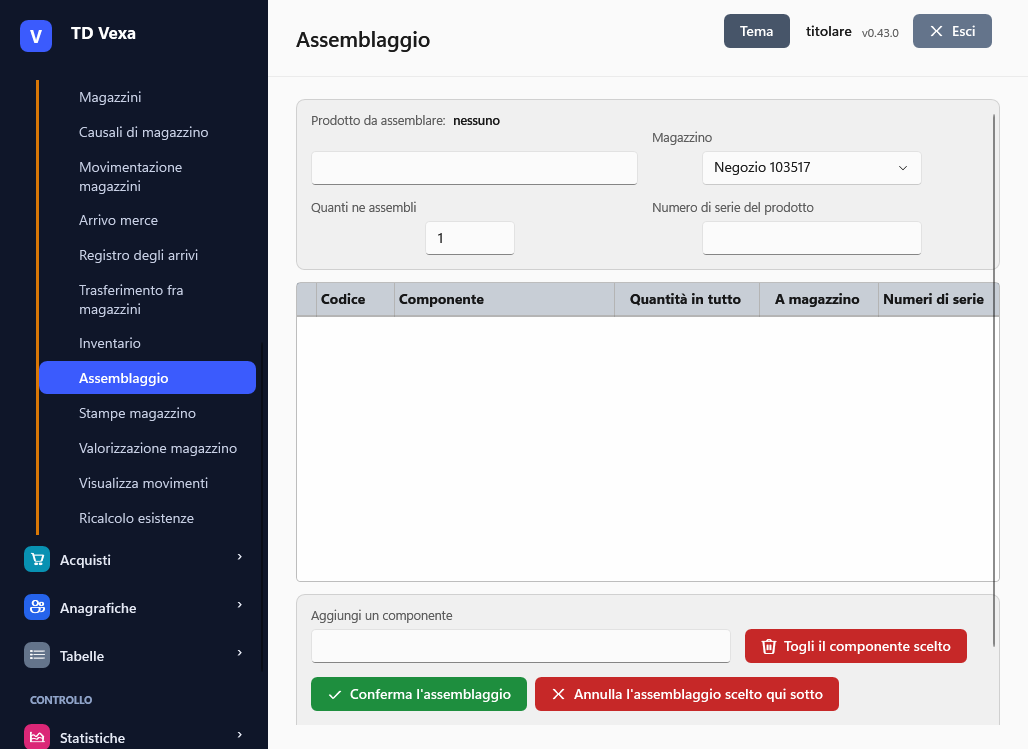 V
TD Vexa
Magazzini
Causali di magazzino
Movimentazione
magazzini
Arrivo merce
Registro degli arrivi
Trasferimento fra
magazzini
Inventario
Assemblaggio
Stampe magazzino
Valorizzazione magazzino
Visualizza movimenti
Ricalcolo esistenze
Acquisti
Anagrafiche
Tabelle
CONTROLLO
Statistiche
Assemblaggio
Tema titolare v0.43.0 Esci
Prodotto da assemblare: nessuno
Magazzino
Negozio 103517
Quanti ne assembli Numero di serie del prodotto
1
Codice Componente Quantità in tutto A magazzino Numeri di serie
Aggiungi un componente
Togli il componente scelto
Conferma l'assemblaggio Annulla l'assemblaggio scelto qui sotto